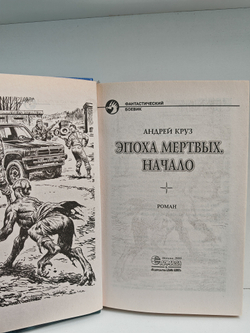 ФАНТАСТИЧЕСКИЙ
БОЕВИК
АНДРЕЙ КРУЗ
ЭПОХА МЕРТВЫХ.
НАЧАЛО
РОМАН